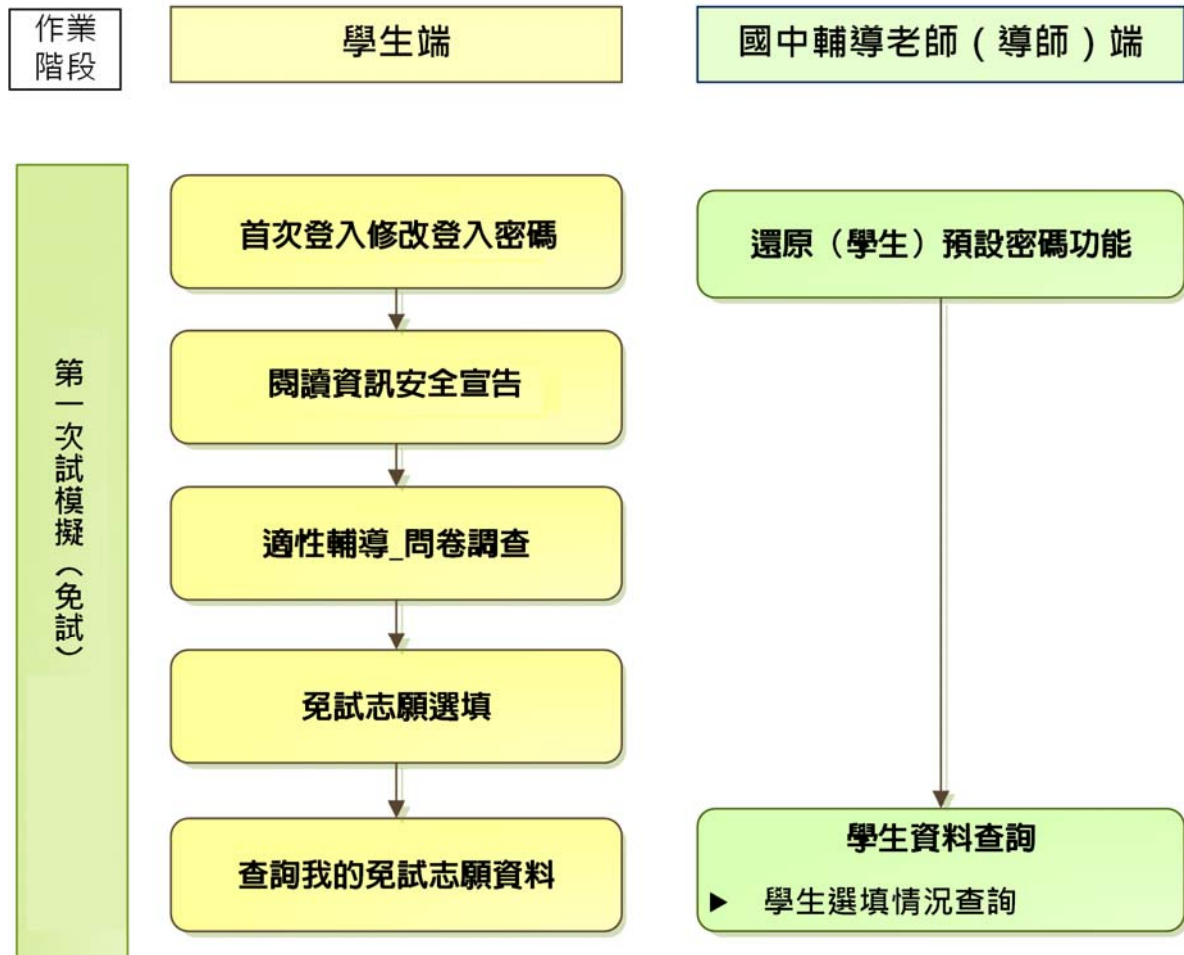 作業
階段
學生端
國中輔導老師（導師）端
第一次試模擬（免試）
首次登入修改登入密碼
還原（學生）預設密碼功能
閱讀資訊安全宣告
適性輔導_問卷調查
免試志願選填
查詢我的免試志願資料
學生資料查詢
► 學生選填情況查詢